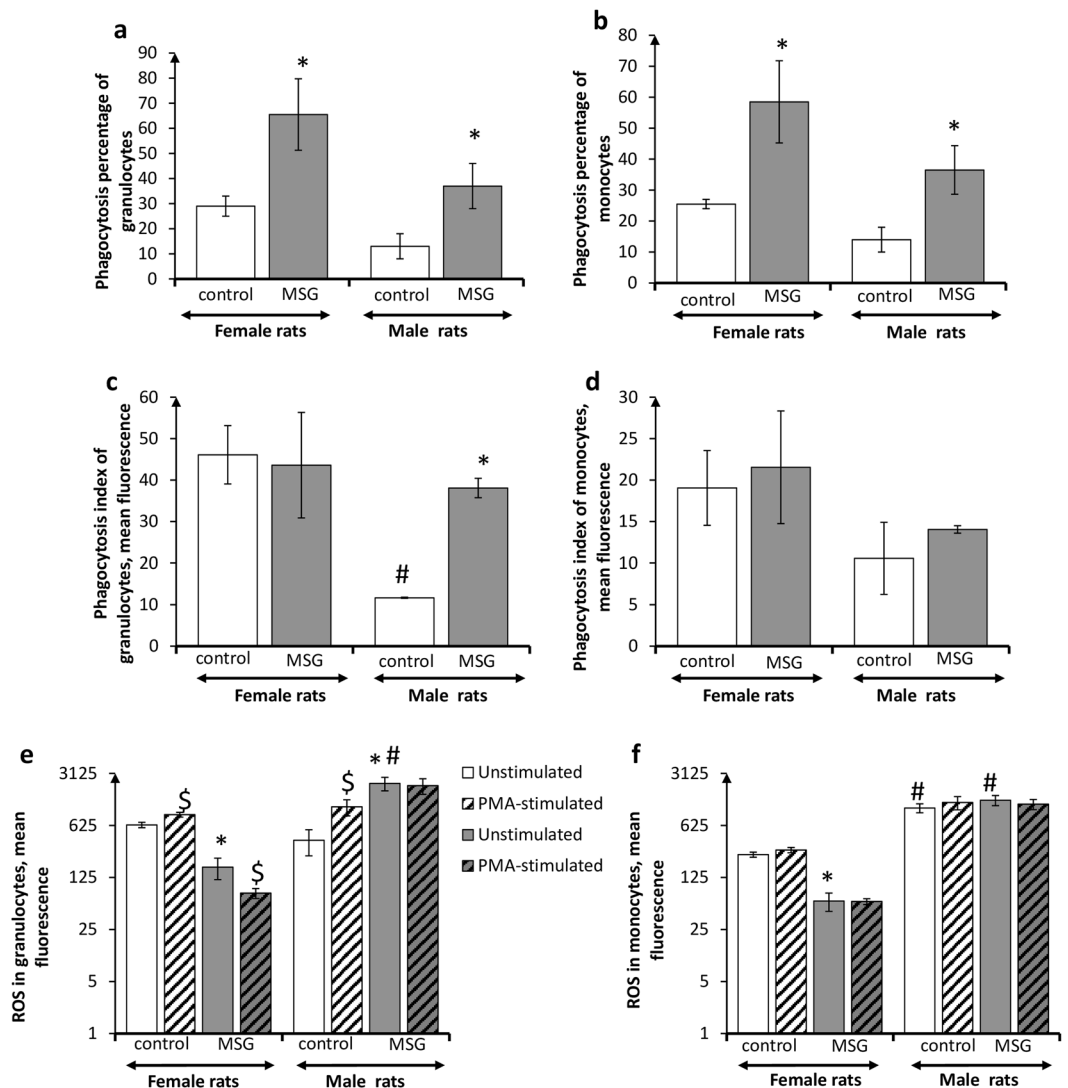 a
Phagocytosis percentage of
granulocytes
90
80
70
60
50
40
30
20
10
0
*
*
control
MSG
control
MSG
Female rats
Male rats
b
Phagocytosis percentage of
monocytes
80
70
60
50
40
30
20
10
0
*
*
control
MSG
control
MSG
Female rats
Male rats
c
Phagocytosis index of
granulocytes, mean fluorescence
60
50
40
30
20
10
0
#
*
control
MSG
control
MSG
Female rats
Male rats
d
Phagocytosis index of monocytes,
mean fluorescence
30
25
20
15
10
5
0
control
MSG
control
MSG
Female rats
Male rats
e
ROS in granulocytes, mean
fluorescence
3125
625
125
25
5
1
$
*
$
$
* #
control
MSG
control
MSG
Female rats
Male rats
Unstimulated
PMA-stimulated
Unstimulated
PMA-stimulated
f
ROS in monocytes, mean
fluorescence
3125
625
125
25
5
1
*
#
#
control
MSG
control
MSG
Female rats
Male rats